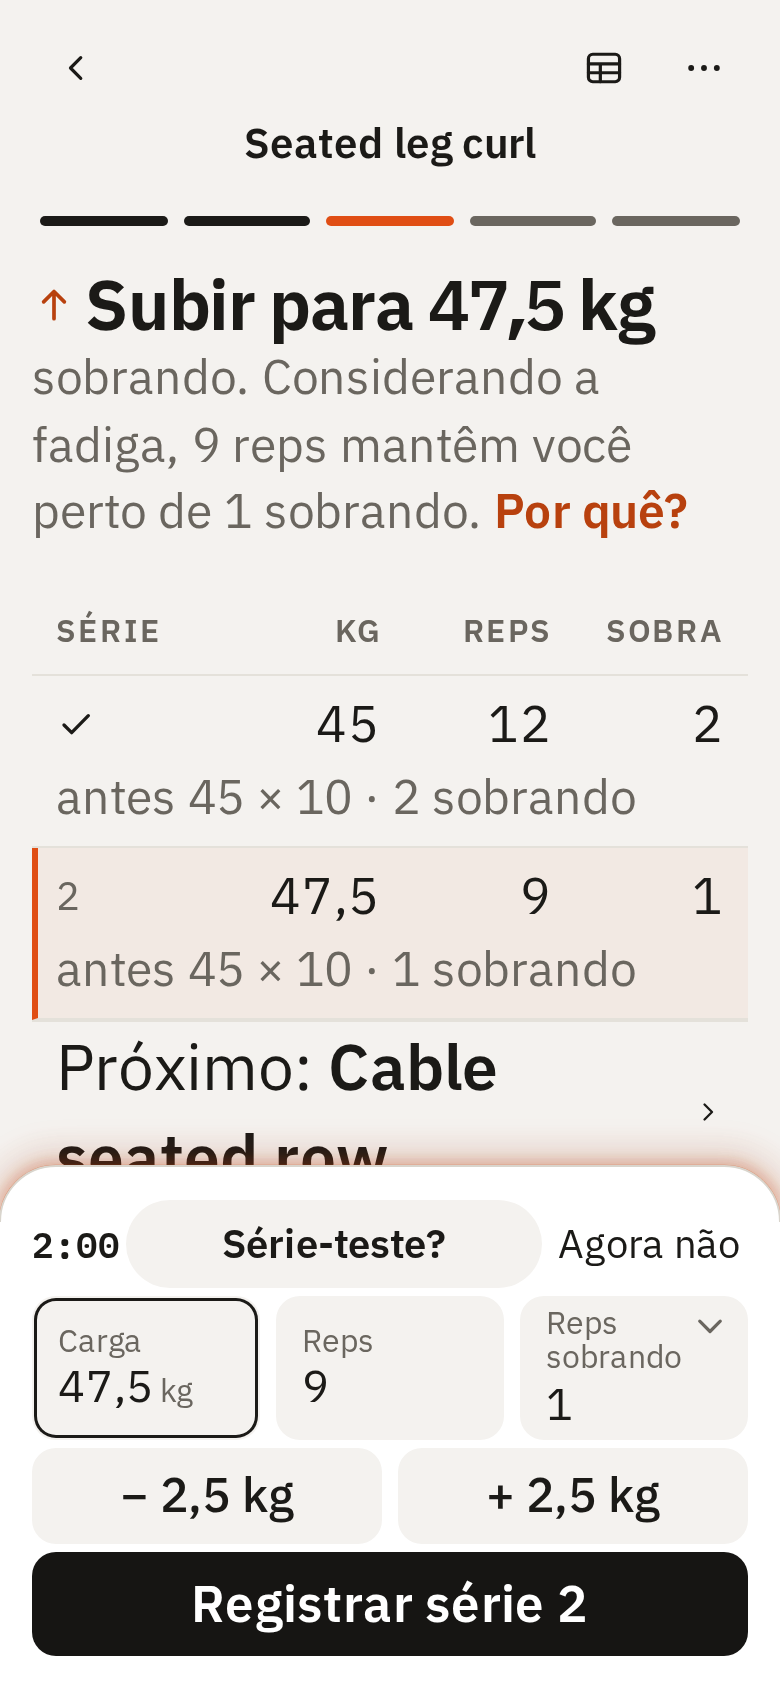 Seated leg curl
↑ Subir para 47,5 kg
sobrando. Considerando a
fadiga, 9 reps mantêm você
perto de 1 sobrando. Por quê?
SÉRIE KG REPS SOBRA
✓ 45 12 2
antes 45 × 10 · 2 sobrando
2 47,5 9 1
antes 45 × 10 · 1 sobrando
Próximo: Cable
seated row
2:00 Série-teste? Agora não
Carga
47,5 kg
Reps
9
Reps
sobrando
1
− 2,5 kg + 2,5 kg
Registrar série 2